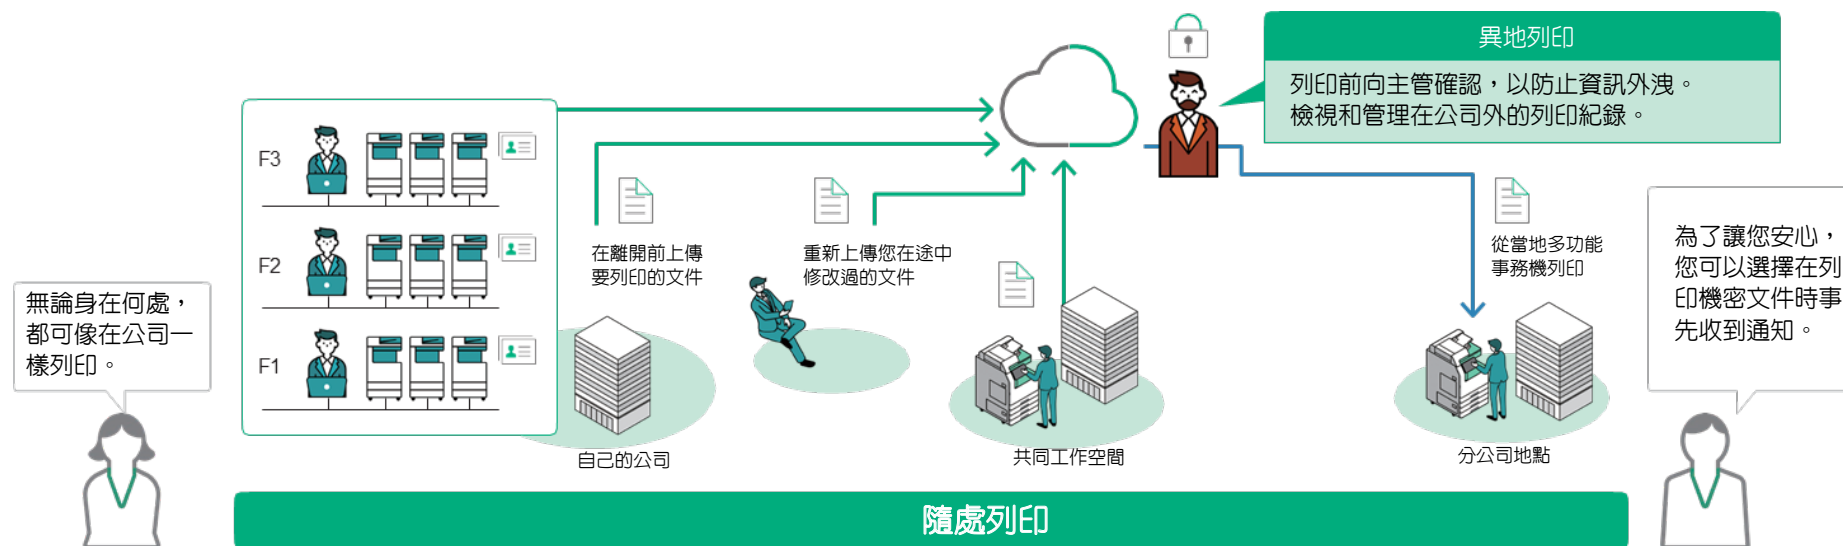 異地列印
列印前向主管確認，以防止資訊外洩。
檢視和管理在公司外的列印紀錄。
F3
F2
F1
在離開前上傳
要列印的文件
重新上傳您在途中
修改過的文件
從當地多功能
事務機列印
為了讓您安心，
您可以選擇在列
印機密文件時事
先收到通知。
無論身在何處，
都可像在公司一
樣列印。
自己的公司
共同工作空間
分公司地點
隨處列印